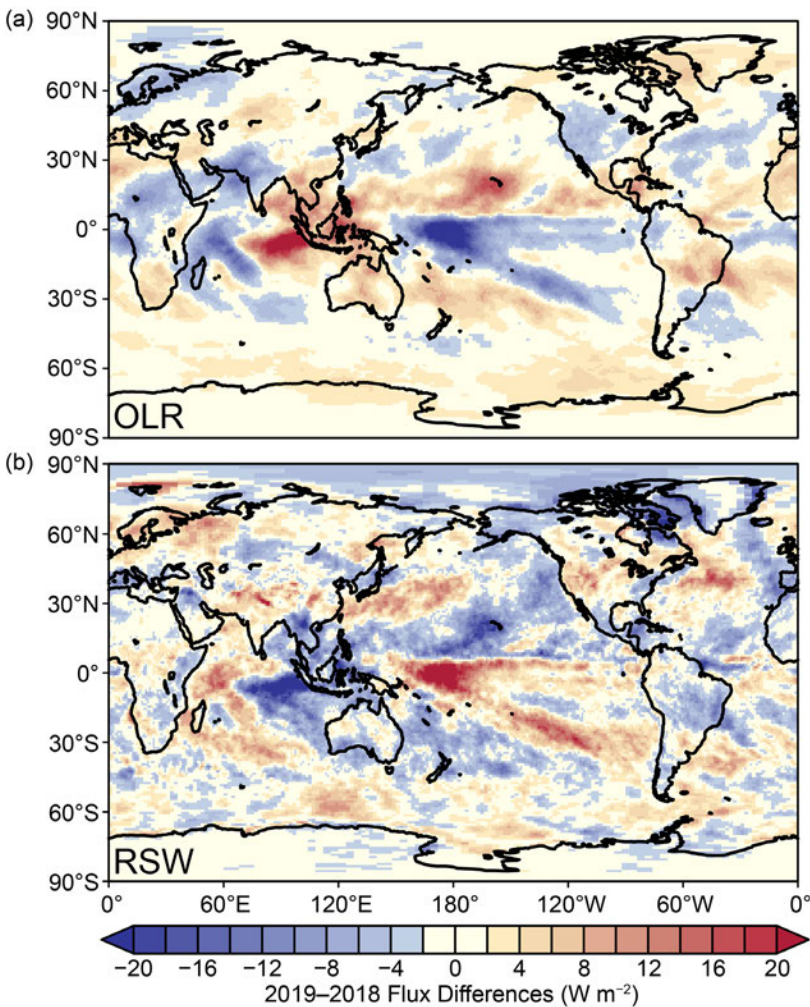 (a)
90°N
60°N
30°N
0°
30°S
60°S
90°S
OLR
(b)
90°N
60°N
30°N
0°
30°S
60°S
90°S
RSW
0° 60°E 120°E 180° 120°W 60°W 0°
−20 −16 −12 −8 −4 0 4 8 12 16 20
2019–2018 Flux Differences (W m⁻²)